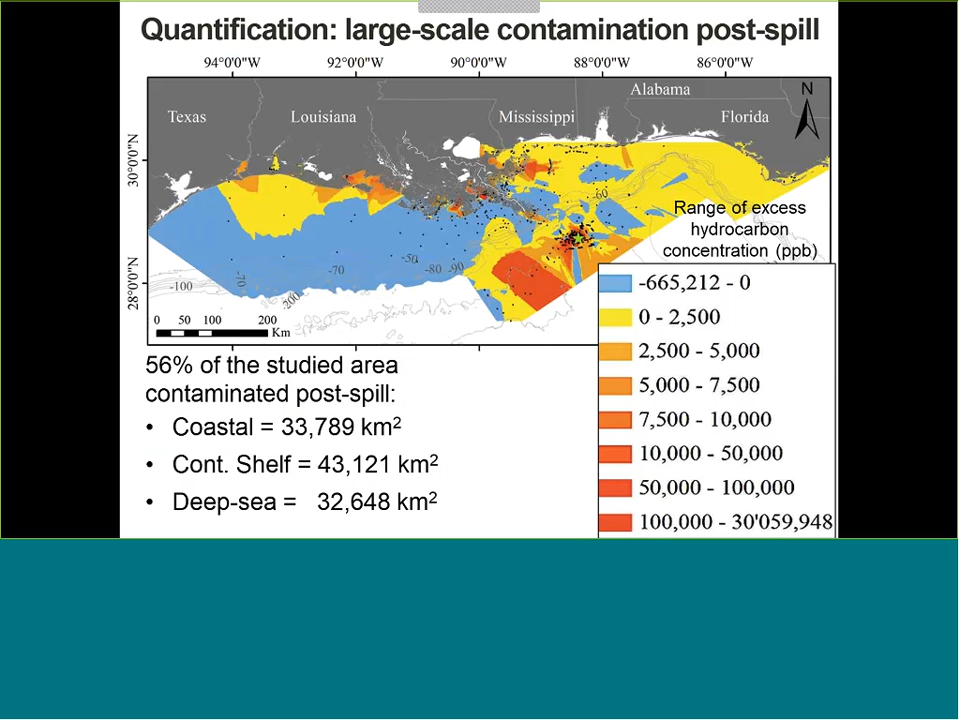 Quantification: large-scale contamination post-spill
94°0'0"W 92°0'0"W 90°0'0"W 88°0'0"W 86°0'0"W
N
Alabama
Texas Louisiana Mississippi Florida
30°0'0"N
60
Range of excess
hydrocarbon
concentration (ppb)
-50
-70 -80 -90
-70
-100
-200
28°0'0"N
0 50 100 200
Km
-665,212 - 0
0 - 2,500
2,500 - 5,000
5,000 - 7,500
7,500 - 10,000
10,000 - 50,000
50,000 - 100,000
100,000 - 30'059,948
56% of the studied area
contaminated post-spill:
• Coastal = 33,789 km²
• Cont. Shelf = 43,121 km²
• Deep-sea = 32,648 km²